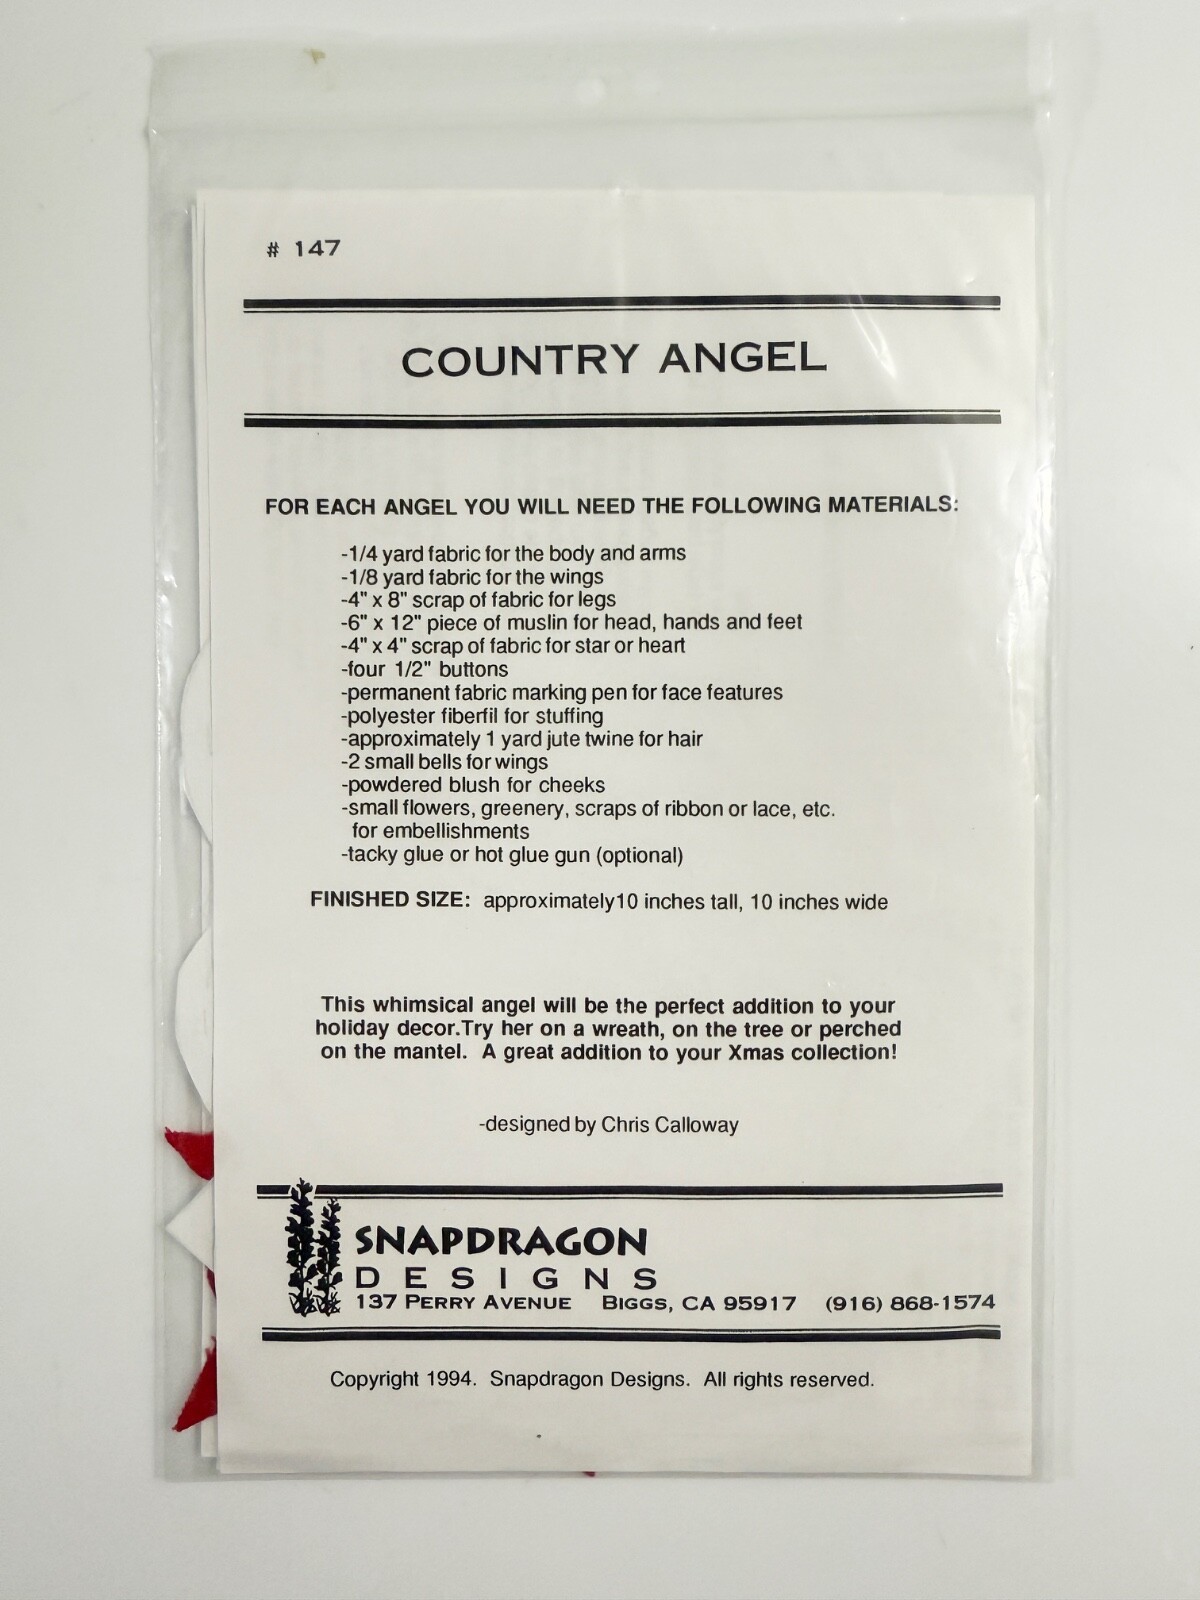 # 147
COUNTRY ANGEL
FOR EACH ANGEL YOU WILL NEED THE FOLLOWING MATERIALS:
-1/4 yard fabric for the body and arms
-1/8 yard fabric for the wings
-4" x 8" scrap of fabric for legs
-6" x 12" piece of muslin for head, hands and feet
-4" x 4" scrap of fabric for star or heart
-four 1/2" buttons
-permanent fabric marking pen for face features
-polyester fiberfil for stuffing
-approximately 1 yard jute twine for hair
-2 small bells for wings
-powdered blush for cheeks
-small flowers, greenery, scraps of ribbon or lace, etc.
for embellishments
-tacky glue or hot glue gun (optional)
FINISHED SIZE: approximately10 inches tall, 10 inches wide
This whimsical angel will be the perfect addition to your
holiday decor.Try her on a wreath, on the tree or perched
on the mantel. A great addition to your Xmas collection!
-designed by Chris Calloway
SNAPDRAGON
DESIGNS
137 PERRY AVENUE BIGGS, CA 95917 (916) 868-1574
Copyright 1994. Snapdragon Designs. All rights reserved.